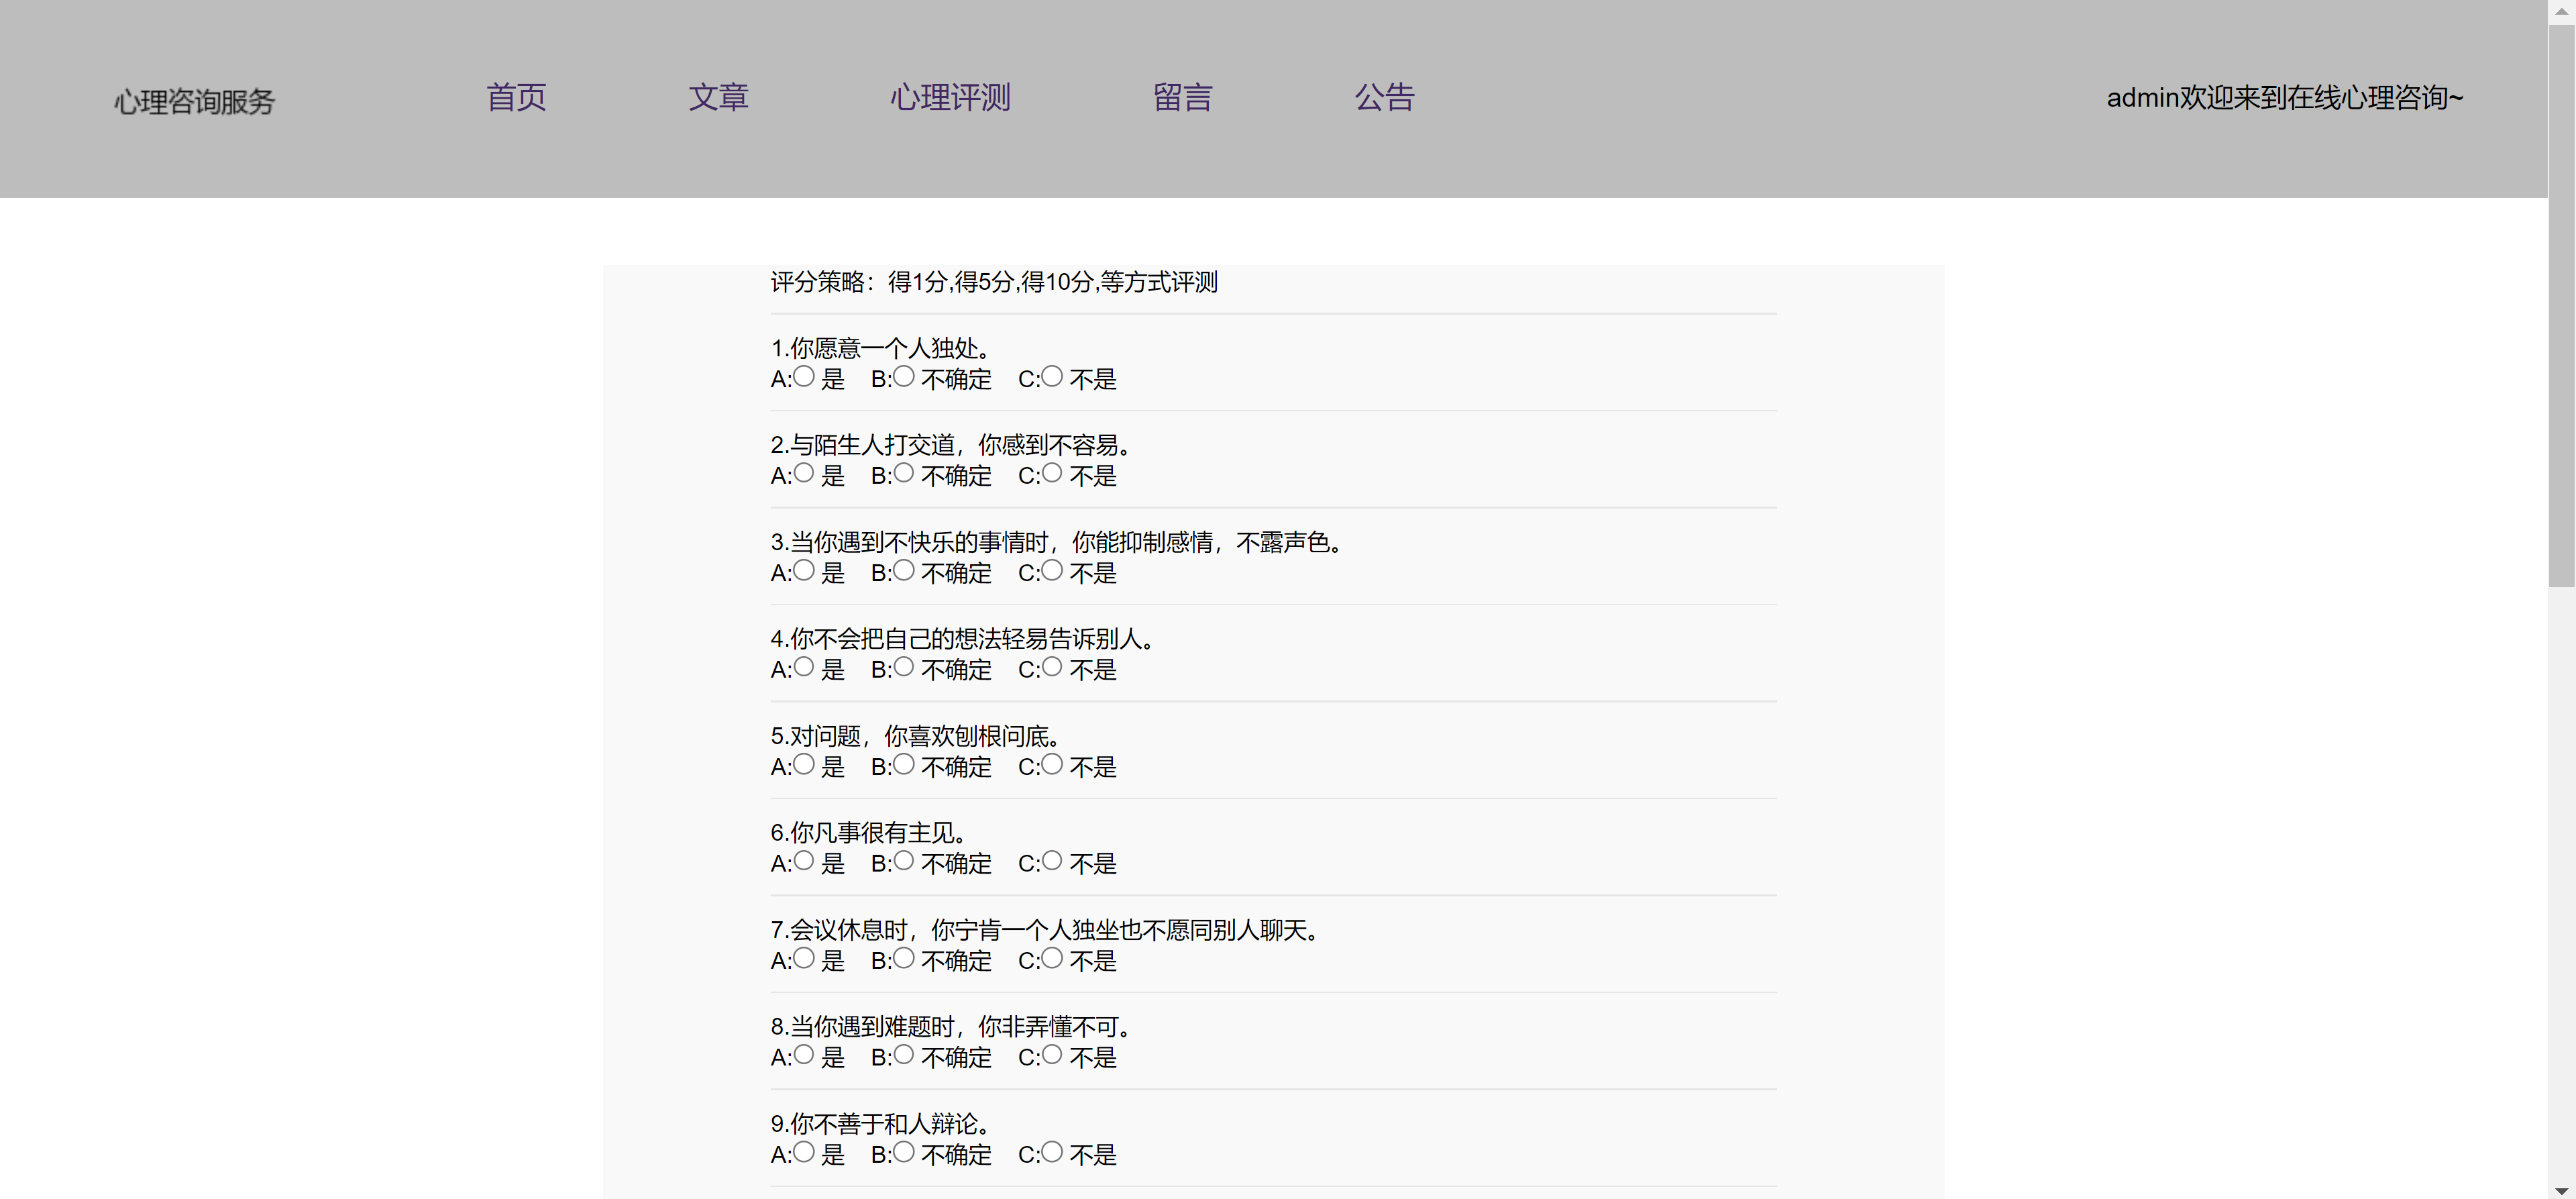 心理咨询服务 首页 文章 心理评测 留言 公告 admin欢迎来到在线心理咨询~
评分策略：得1分,得5分,得10分,等方式评测
1.你愿意一个人独处。
A: 是 B: 不确定 C: 不是
2.与陌生人打交道，你感到不容易。
A: 是 B: 不确定 C: 不是
3.当你遇到不快乐的事情时，你能抑制感情，不露声色。
A: 是 B: 不确定 C: 不是
4.你不会把自己的想法轻易告诉别人。
A: 是 B: 不确定 C: 不是
5.对问题，你喜欢刨根问底。
A: 是 B: 不确定 C: 不是
6.你凡事很有主见。
A: 是 B: 不确定 C: 不是
7.会议休息时，你宁肯一个人独坐也不愿同别人聊天。
A: 是 B: 不确定 C: 不是
8.当你遇到难题时，你非弄懂不可。
A: 是 B: 不确定 C: 不是
9.你不善于和人辩论。
A: 是 B: 不确定 C: 不是